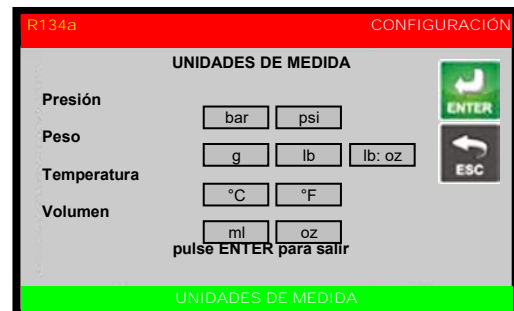 R134a CONFIGURACIÓN
UNIDADES DE MEDIDA
ENTER
Presión
bar psi
Peso
g lb lb: oz
ESC
Temperatura
°C °F
Volumen
ml oz
pulse ENTER para salir
UNIDADES DE MEDIDA